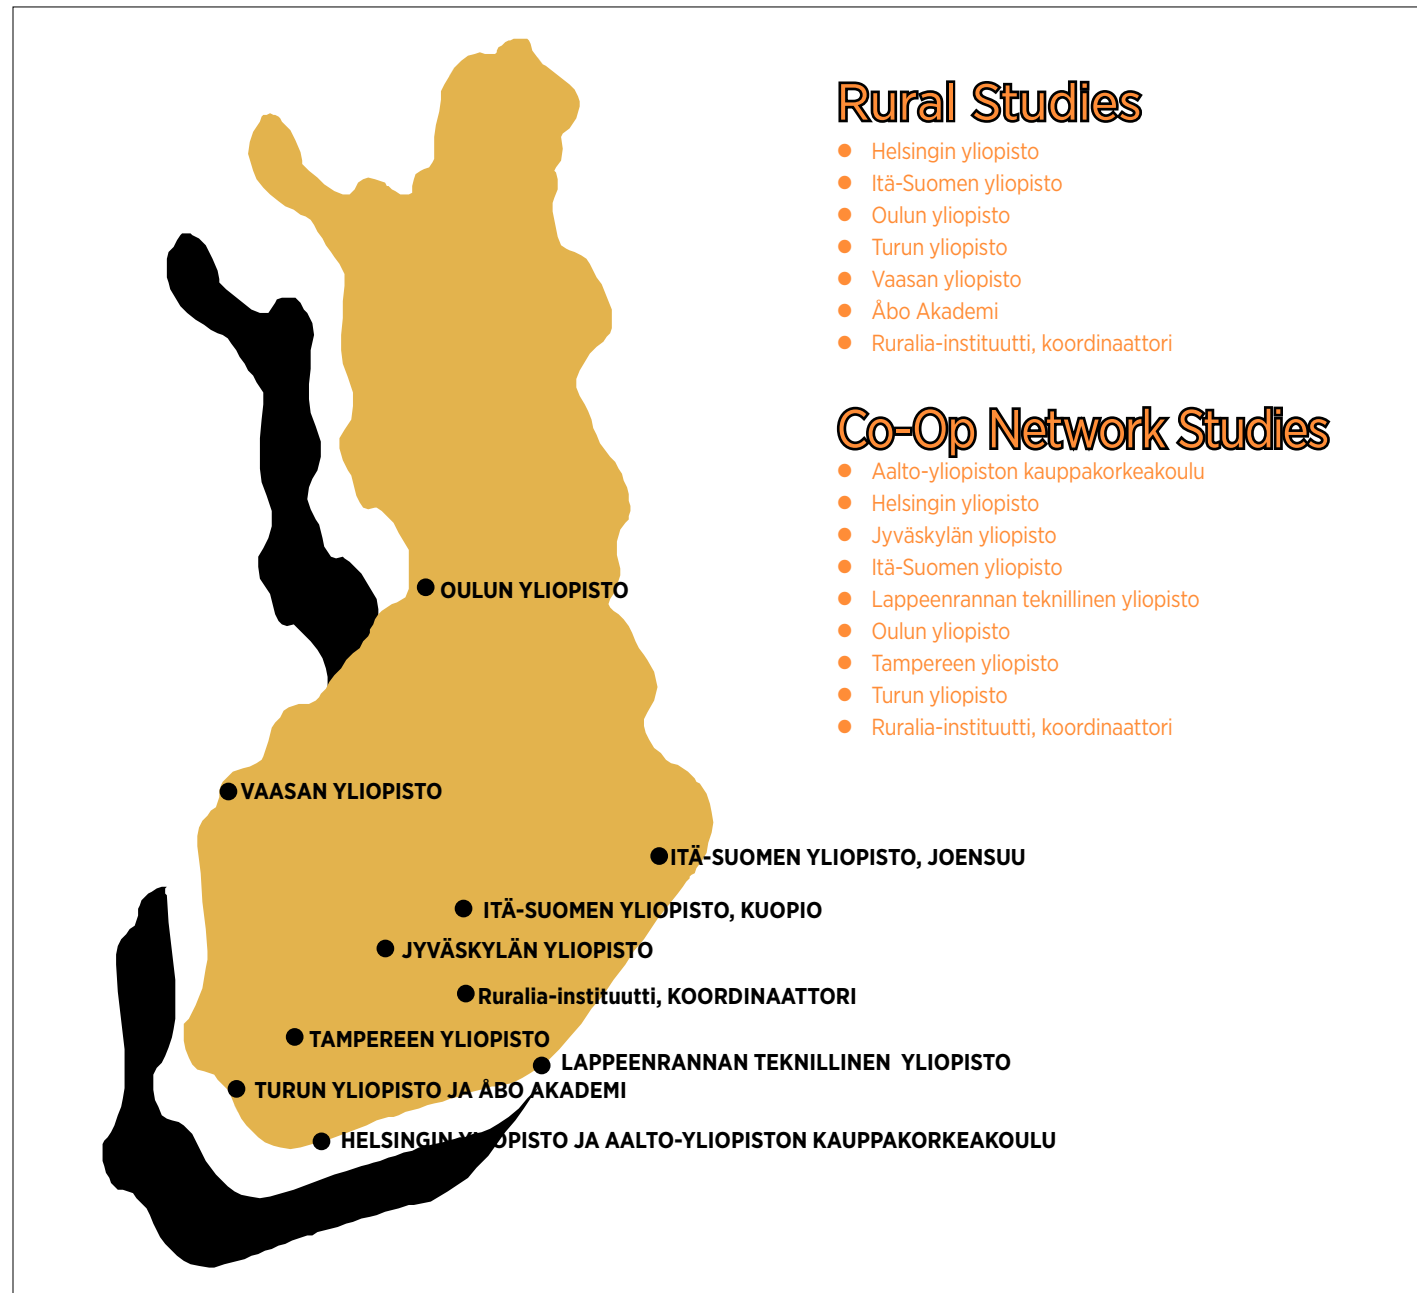 Rural Studies
Helsingin yliopisto
Itä-Suomen yliopisto
Oulun yliopisto
Turun yliopisto
Vaasan yliopisto
Åbo Akademi
Ruralia-instituutti, koordinaattori
Co-Op Network Studies
Aalto-yliopiston kauppakorkeakoulu
Helsingin yliopisto
Jyväskylän yliopisto
Itä-Suomen yliopisto
Lappeenrannan teknillinen yliopisto
Oulun yliopisto
Tampereen yliopisto
Turun yliopisto
Ruralia-instituutti, koordinaattori
OULUN YLIOPISTO
VAASAN YLIOPISTO
ITÄ-SUOMEN YLIOPISTO, JOENSUU
ITÄ-SUOMEN YLIOPISTO, KUOPIO
JYVÄSKYLÄN YLIOPISTO
Ruralia-instituutti, KOORDINAATTORI
TAMPEREEN YLIOPISTO
LAPPEENRANNAN TEKNILLINEN YLIOPISTO
TURUN YLIOPISTO JA ÅBO AKADEMI
HELSINGIN YLIOPISTO JA AALTO-YLIOPISTON KAUPPAKORKEAKOULU